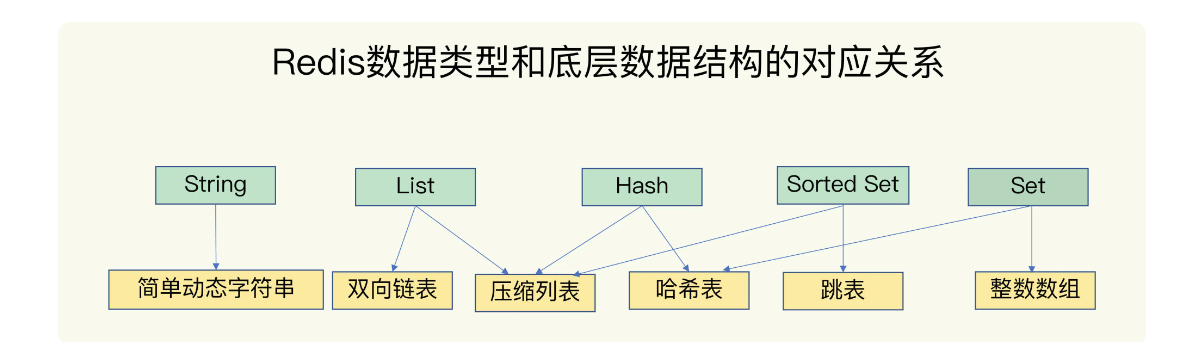 Redis数据类型和底层数据结构的对应关系
String
List
Hash
Sorted Set
Set
简单动态字符串
双向链表
压缩列表
哈希表
跳表
整数数组